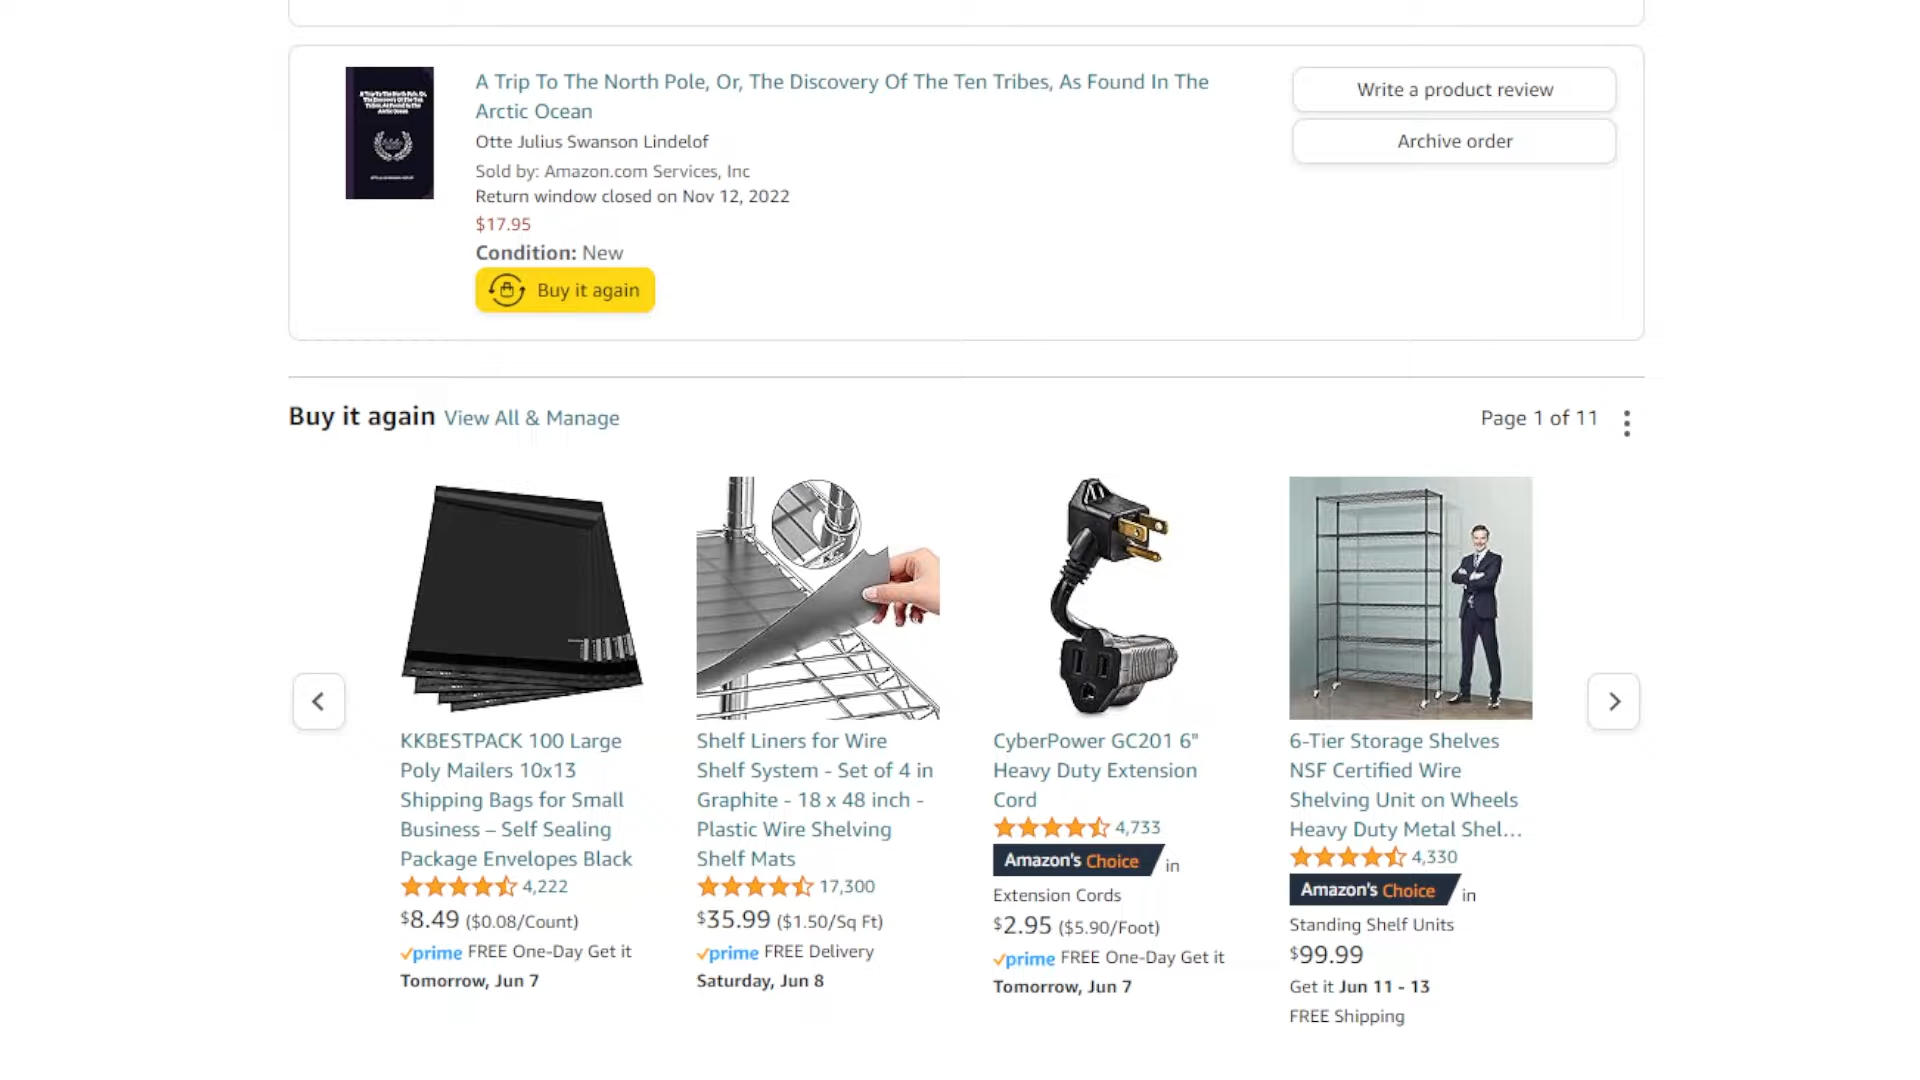 A Trip To The North Pole, Or, The Discovery Of The Ten Tribes, As Found In The
Arctic Ocean
Otte Julius Swanson Lindelof
Sold by: Amazon.com Services, Inc
Return window closed on Nov 12, 2022
$17.95
Condition: New
Buy it again
Write a product review
Archive order
Buy it again View All & Manage
Page 1 of 11
KKBESTPACK 100 Large
Poly Mailers 10x13
Shipping Bags for Small
Business – Self Sealing
Package Envelopes Black
4,222
$8.49 ($0.08/Count)
prime FREE One-Day Get it
Tomorrow, Jun 7
Shelf Liners for Wire
Shelf System - Set of 4 in
Graphite - 18 x 48 inch -
Plastic Wire Shelving
Shelf Mats
17,300
$35.99 ($1.50/Sq Ft)
prime FREE Delivery
Saturday, Jun 8
CyberPower GC201 6"
Heavy Duty Extension
Cord
4,733
Amazon's Choice in
Extension Cords
$2.95 ($5.90/Foot)
prime FREE One-Day Get it
Tomorrow, Jun 7
6-Tier Storage Shelves
NSF Certified Wire
Shelving Unit on Wheels
Heavy Duty Metal Shel...
4,330
Amazon's Choice in
Standing Shelf Units
$99.99
Get it Jun 11 - 13
FREE Shipping